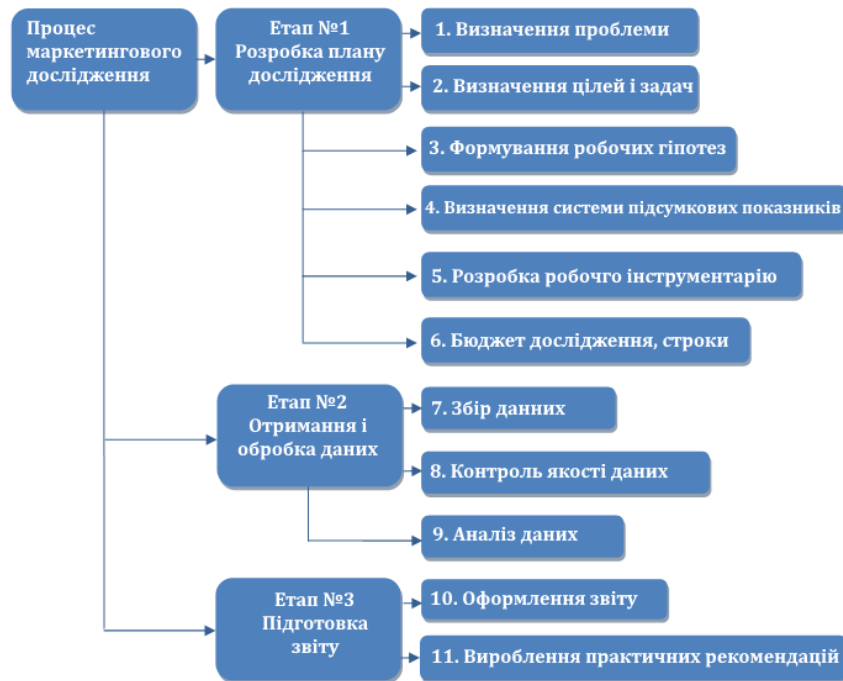 Процес
маркетингового
дослідження
Етап №1
Розробка плану
дослідження
1. Визначення проблеми
2. Визначення цілей і задач
3. Формування робочих гіпотез
4. Визначення системи підсумкових показників
5. Розробка робочго інструментарію
6. Бюджет дослідження, строки
Етап №2
Отримання і
обробка даних
7. Збір данних
8. Контроль якості даних
9. Аналіз даних
Етап №3
Підготовка
звіту
10. Оформлення звіту
11. Вироблення практичних рекомендацій